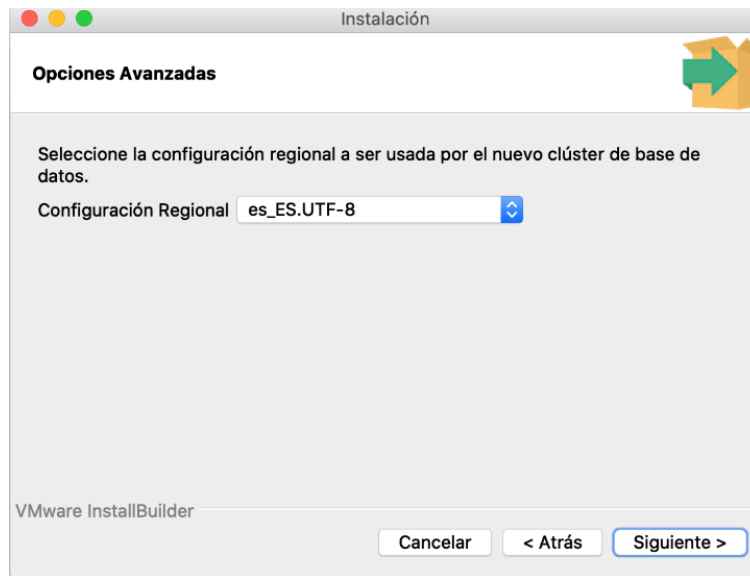 Instalación
Opciones Avanzadas
Seleccione la configuración regional a ser usada por el nuevo clúster de base de
datos.
Configuración Regional es_ES.UTF-8
VMware InstallBuilder
Cancelar < Atrás Siguiente >